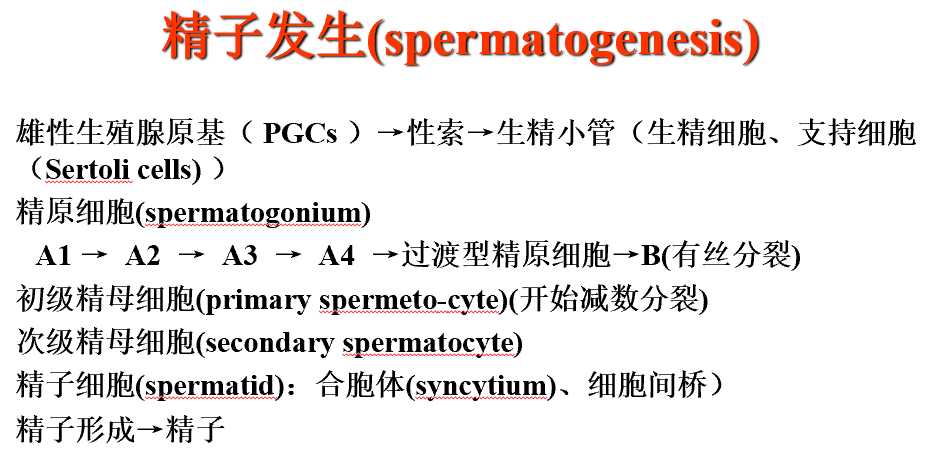 精子发生(spermatogenesis)
雄性生殖腺原基（ PGCs ）→性索→生精小管（生精细胞、支持细胞
（Sertoli cells) ）
精原细胞(spermatogonium)
A1 → A2 → A3 → A4 →过渡型精原细胞→B(有丝分裂)
初级精母细胞(primary spermeto-cyte)(开始减数分裂)
次级精母细胞(secondary spermatocyte)
精子细胞(spermatid)：合胞体(syncytium)、细胞间桥）
精子形成→精子